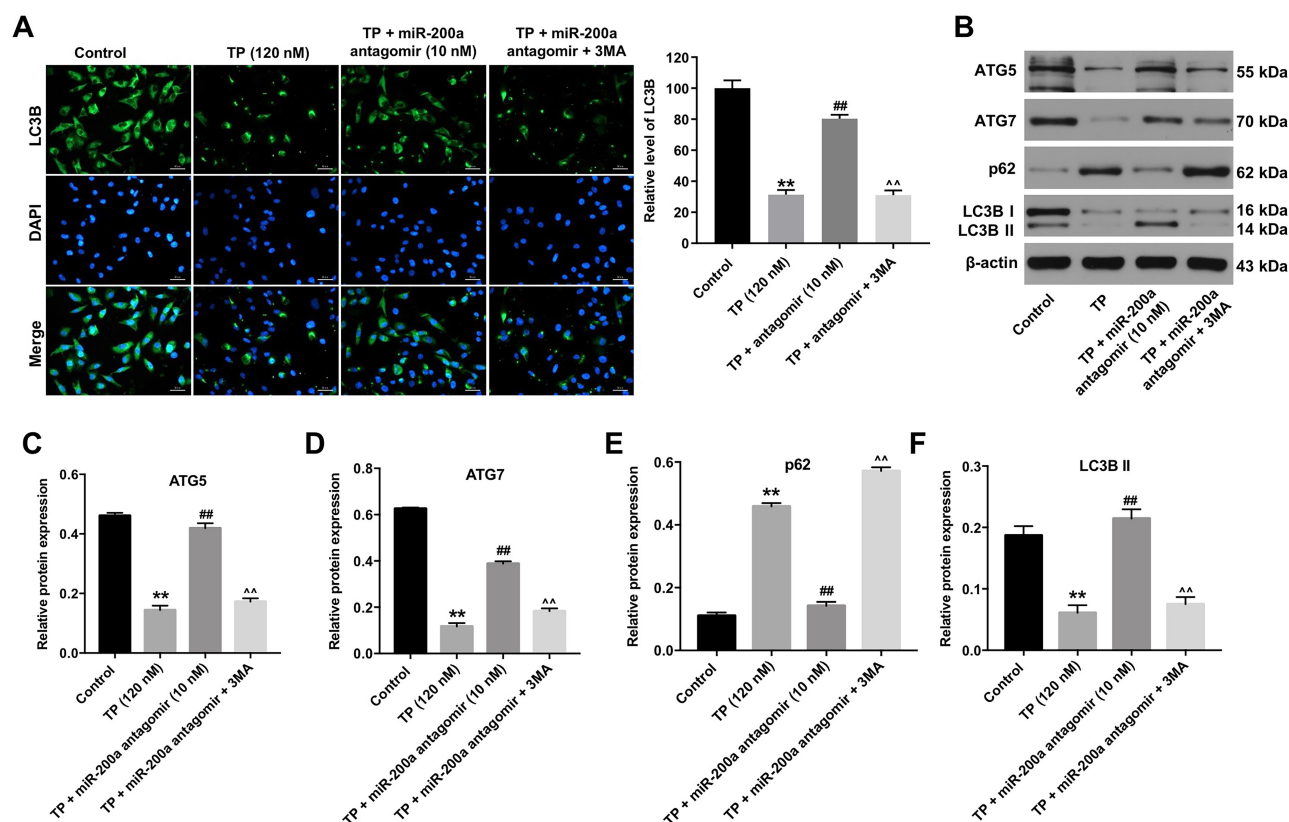 A
Control
TP (120 nM)
TP + miR-200a
antagomir (10 nM)
TP + miR-200a
antagomir + 3MA
LC3B
DAPI
Merge
Relative level of LC3B
120
100
80
60
40
20
0
**
##
^^
Control
TP (120 nM)
TP + antagomir (10 nM)
TP + antagomir + 3MA
B
ATG5
55 kDa
ATG7
70 kDa
p62
62 kDa
LC3B I
16 kDa
LC3B II
14 kDa
β-actin
43 kDa
Control
TP
TP + miR-200a
antagomir (10 nM)
TP + miR-200a
antagomir + 3MA
C
ATG5
Relative protein expression
0.6
0.4
0.2
0.0
**
##
^^
Control
TP (120 nM)
TP + miR-200a antagomir (10 nM)
TP + miR-200a antagomir + 3MA
D
ATG7
Relative protein expression
0.8
0.6
0.4
0.2
0.0
**
##
^^
Control
TP (120 nM)
TP + miR-200a antagomir (10 nM)
TP + miR-200a antagomir + 3MA
E
p62
Relative protein expression
0.6
0.4
0.2
0.0
**
##
^^
Control
TP (120 nM)
TP + miR-200a antagomir (10 nM)
TP + miR-200a antagomir + 3MA
F
LC3B II
Relative protein expression
0.3
0.2
0.1
0.0
**
##
^^
Control
TP (120 nM)
TP + miR-200a antagomir (10 nM)
TP + miR-200a antagomir + 3MA